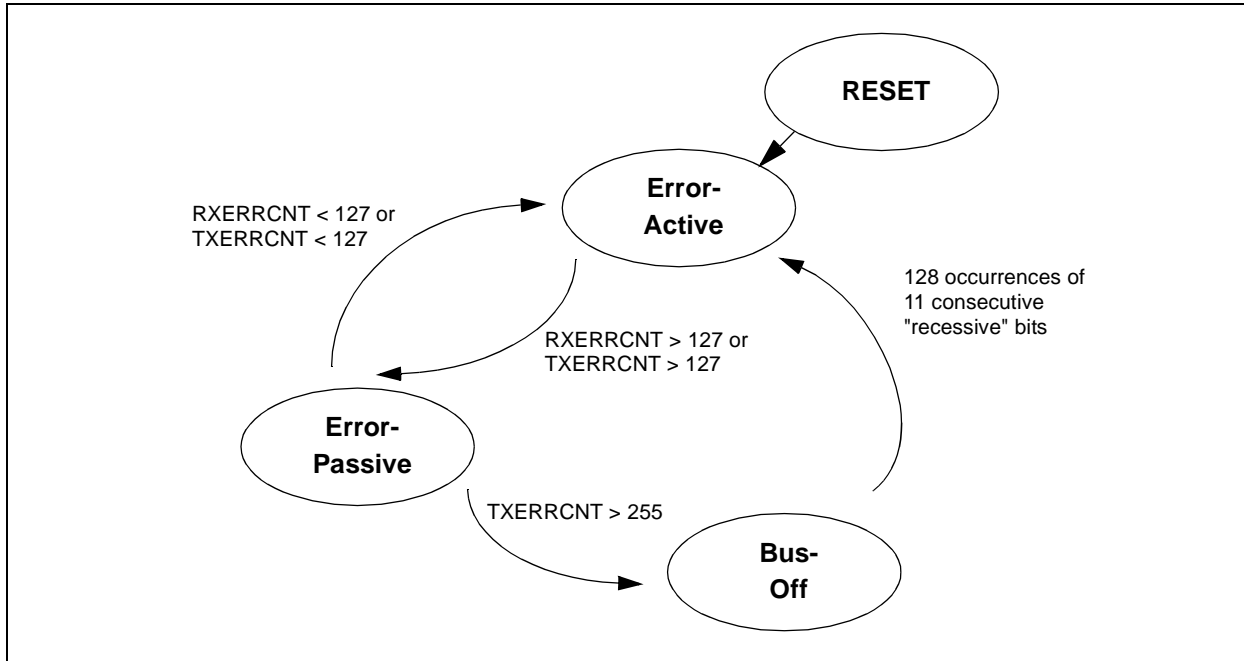 RESET
Error-
Active
RXERRCNT < 127 or
TXERRCNT < 127
128 occurrences of
11 consecutive
"recessive" bits
RXERRCNT > 127 or
TXERRCNT > 127
Error-
Passive
TXERRCNT > 255
Bus-
Off